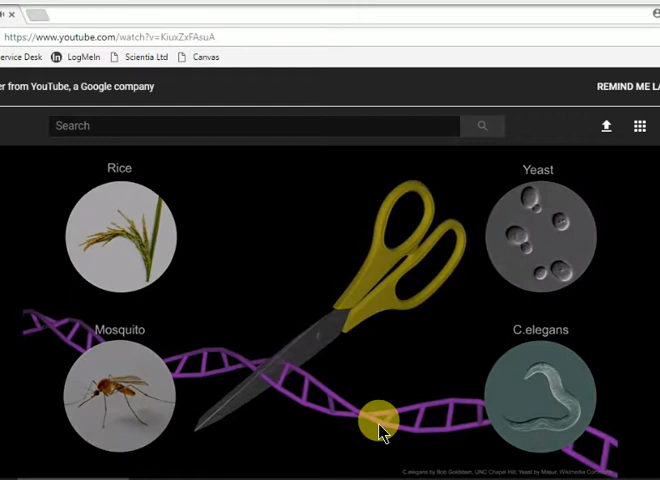 https://www.youtube.com/watch?v=KiuxZxFAsuA
ervice Desk LogMeIn Scientia Ltd Canvas
er from YouTube, a Google company REMIND ME LA
Search
Rice Yeast
Mosquito C.elegans
C.elegans by Bob Goldstein, UNC Chapel Hill; Yeast by Masur, Wikimedia Commons